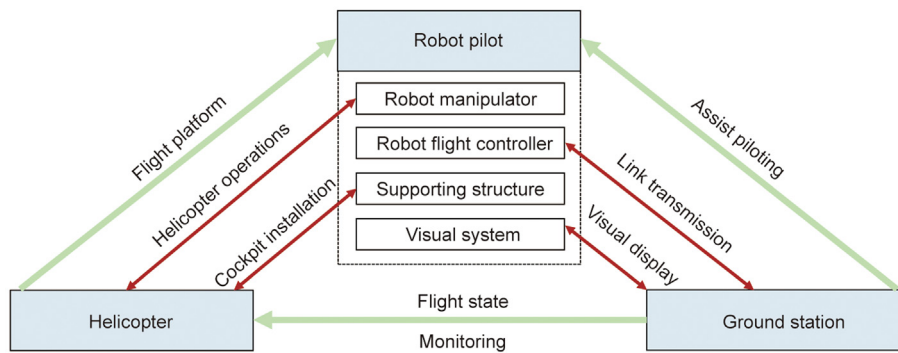 Robot pilot
Robot manipulator
Robot flight controller
Supporting structure
Visual system
Flight platform
Helicopter operations
Cockpit installation
Assist piloting
Link transmission
Visual display
Helicopter
Flight state
Monitoring
Ground station